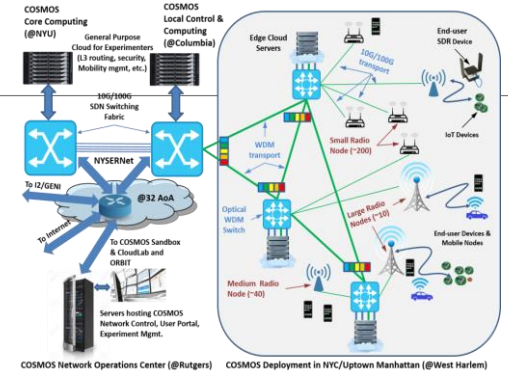 COSMOS
Core Computing
(@NYU)
General Purpose
Cloud for Experimenters
(L3 routing, security,
Mobility mgmt, etc.)
COSMOS
Local Control &
Computing
(@Columbia)
10G/100G
SDN Switching
Fabric
NYSERNet
To I2/GENI
@32 AoA
To Internet
To COSMOS Sandbox
& CloudLab and
ORBIT
Servers hosting COSMOS
Network Control, User Portal,
Experiment Mgmt.
COSMOS Network Operations Center (@Rutgers)
Edge Cloud
Servers
10G/100G
transport
End-user
SDR Device
WDM
transport
Small Radio
Node (~200)
IoT Devices
Optical
WDM
Switch
Large Radio
Nodes (~10)
End-user Devices &
Mobile Nodes
Medium Radio
Node (~40)
COSMOS Deployment in NYC/Uptown Manhattan (@West Harlem)